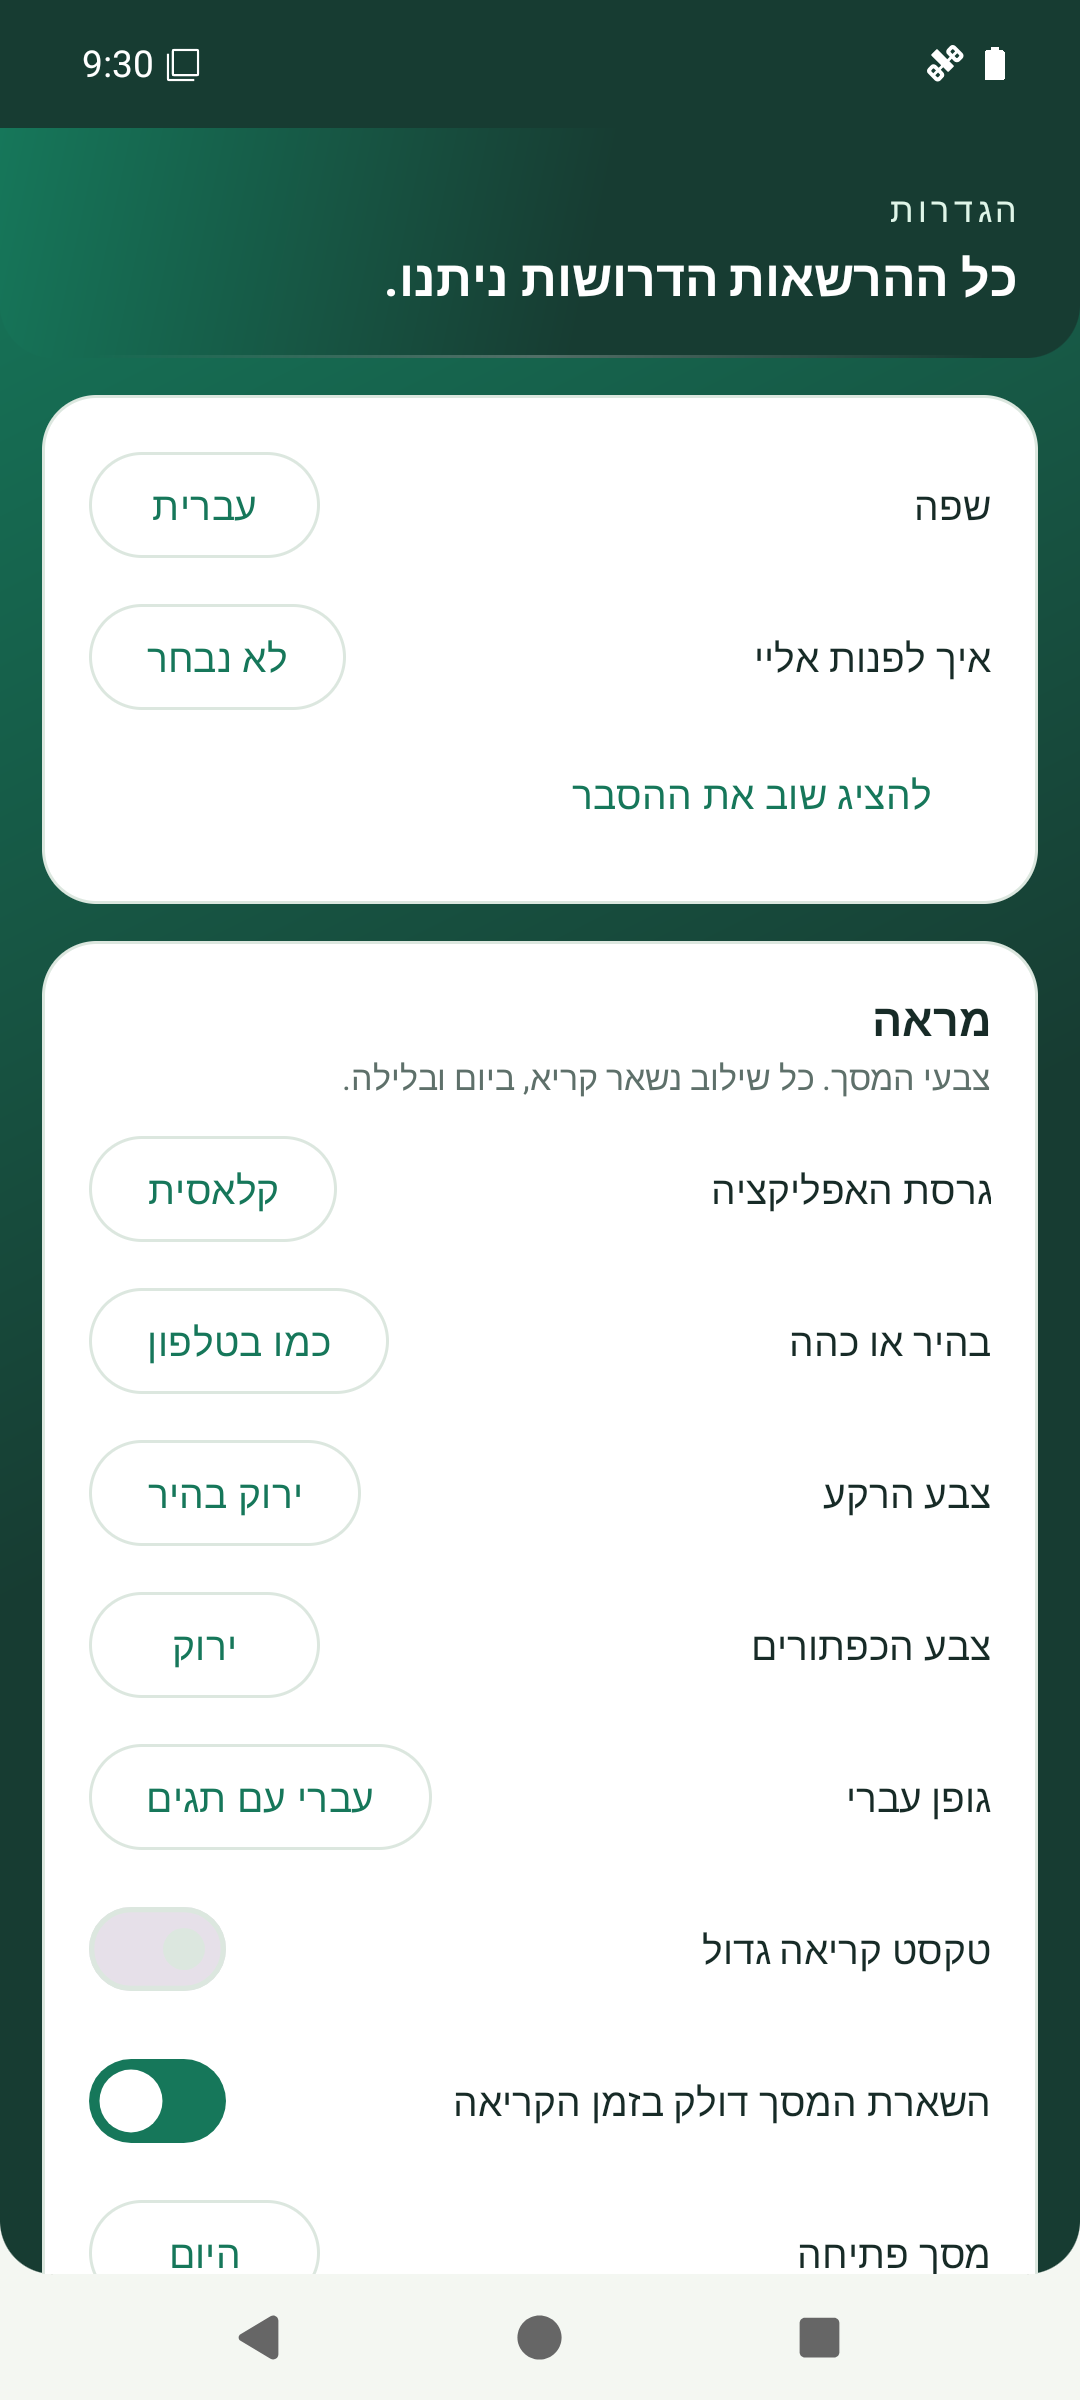 9:30
הגדרות
כל ההרשאות הדרושות ניתנו.
שפה
עברית
איך לפנות אליי
לא נבחר
להציג שוב את ההסבר
מראה
צבעי המסך. כל שילוב נשאר קריא, ביום ובלילה.
גרסת האפליקציה
קלאסית
בהיר או כהה
כמו בטלפון
צבע הרקע
ירוק בהיר
צבע הכפתורים
ירוק
גופן עברי
עברי עם תגים
טקסט קריאה גדול
השארת המסך דולק בזמן הקריאה
מסך פתיחה
היום